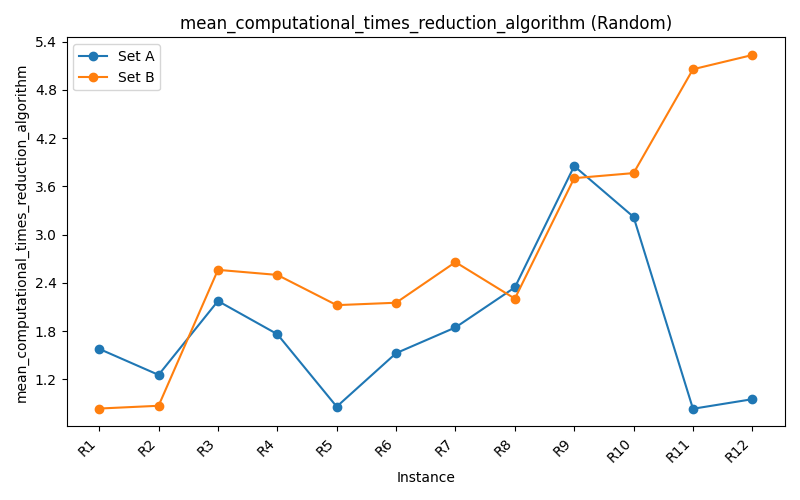 mean_computational_times_reduction_algorithm (Random)
Set A
Set B
mean_computational_times_reduction_algorithm
5.4
4.8
4.2
3.6
3.0
2.4
1.8
1.2
R1
R2
R3
R4
R5
R6
R7
R8
R9
R10
R11
R12
Instance